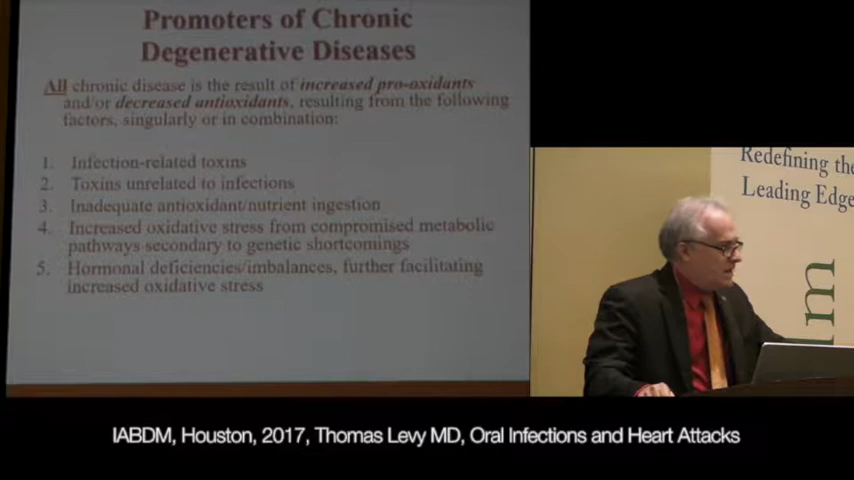 Promoters of Chronic
Degenerative Diseases
All chronic disease is the result of increased pro-oxidants
and/or decreased antioxidants, resulting from the following
factors, singularly or in combination:
1. Infection-related toxins
2. Toxins unrelated to infections
3. Inadequate antioxidant/nutrient ingestion
4. Increased oxidative stress from compromised metabolic
pathways secondary to genetic shortcomings
5. Hormonal deficiencies/imbalances, further facilitating
increased oxidative stress
Redefining the
Leading Edge
dm
IABDM, Houston, 2017, Thomas Levy MD, Oral Infections and Heart Attacks